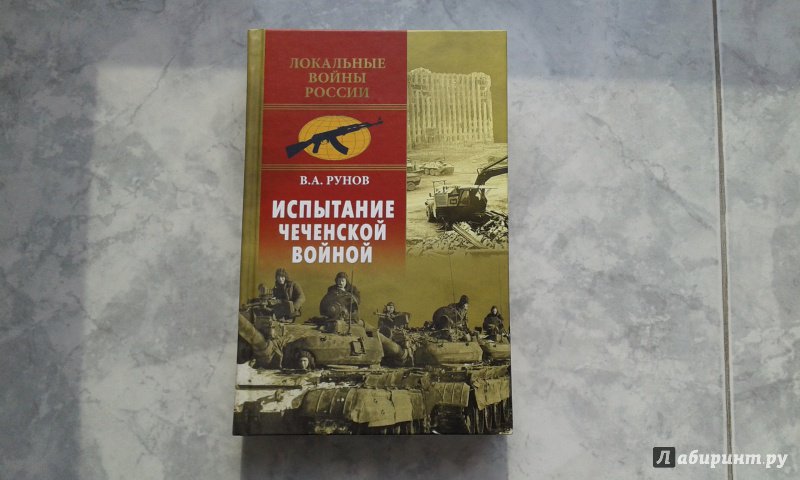 ЛОКАЛЬНЫЕ
ВОЙНЫ
РОССИИ
В.А. РУНОВ
ИСПЫТАНИЕ
ЧЕЧЕНСКОЙ
ВОЙНОЙ
Лабиринт.ру